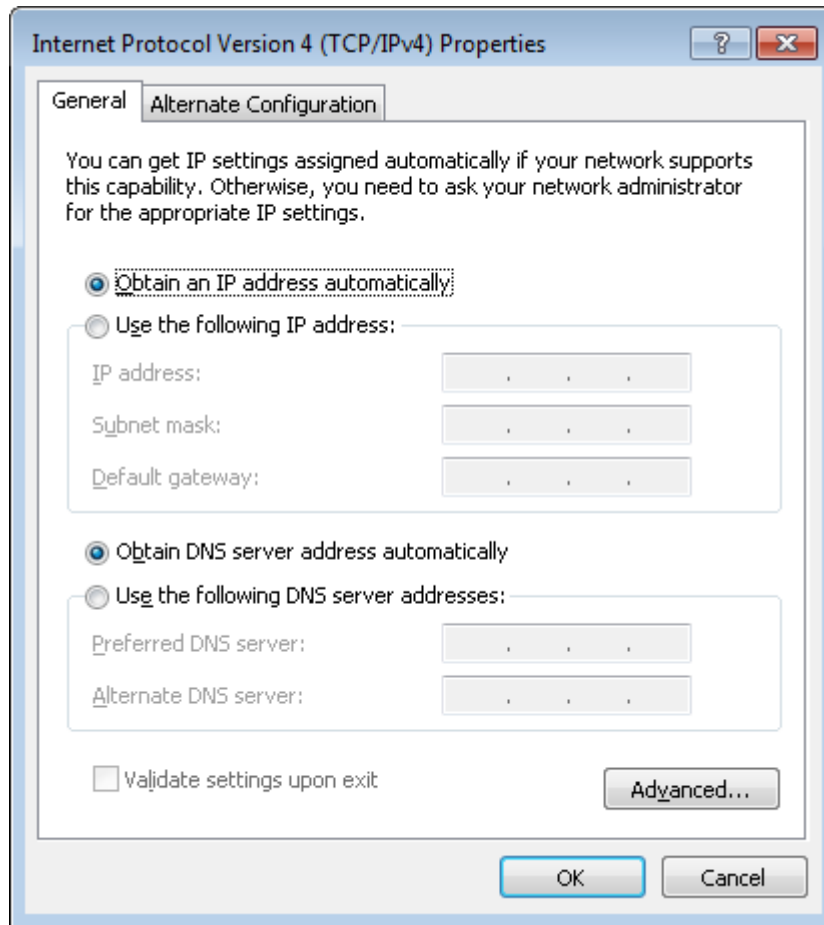 Internet Protocol Version 4 (TCP/IPv4) Properties
General
Alternate Configuration
You can get IP settings assigned automatically if your network supports
this capability. Otherwise, you need to ask your network administrator
for the appropriate IP settings.
Obtain an IP address automatically
Use the following IP address:
IP address:
Subnet mask:
Default gateway:
Obtain DNS server address automatically
Use the following DNS server addresses:
Preferred DNS server:
Alternate DNS server:
Validate settings upon exit
Advanced...
OK
Cancel